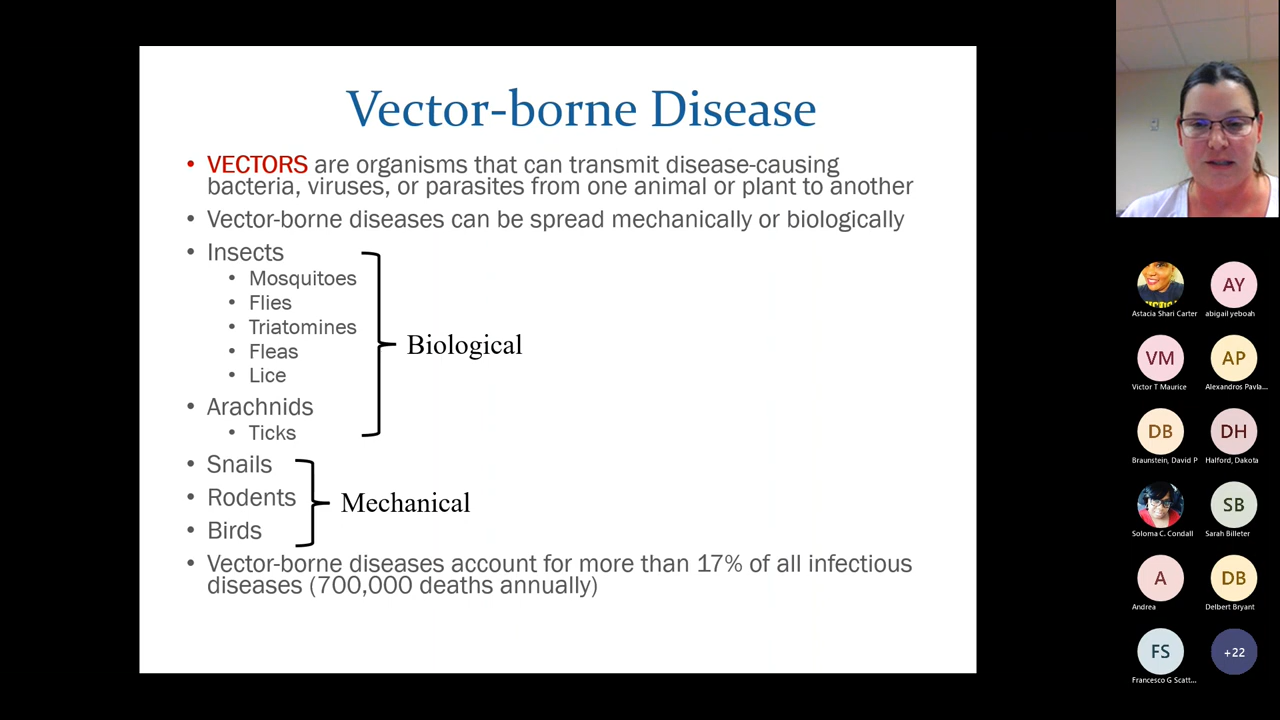 Vector-borne Disease
• VECTORS are organisms that can transmit disease-causing
bacteria, viruses, or parasites from one animal or plant to another
• Vector-borne diseases can be spread mechanically or biologically
• Insects
• Mosquitoes
• Flies
• Triatomines
• Fleas
• Lice
Biological
• Arachnids
• Ticks
• Snails
• Rodents
• Birds
Mechanical
• Vector-borne diseases account for more than 17% of all infectious
diseases (700,000 deaths annually)
Astacia Shari Carter
AY
abigail yeboah
VM
Victor T Maurice
AP
Alexandros Pavla...
DB
Braunstein, David P
DH
Halford, Dakota
Soloma C. Condall
SB
Sarah Billeter
A
Andrea
DB
Delbert Bryant
FS
Francesco G Scatt...
+22